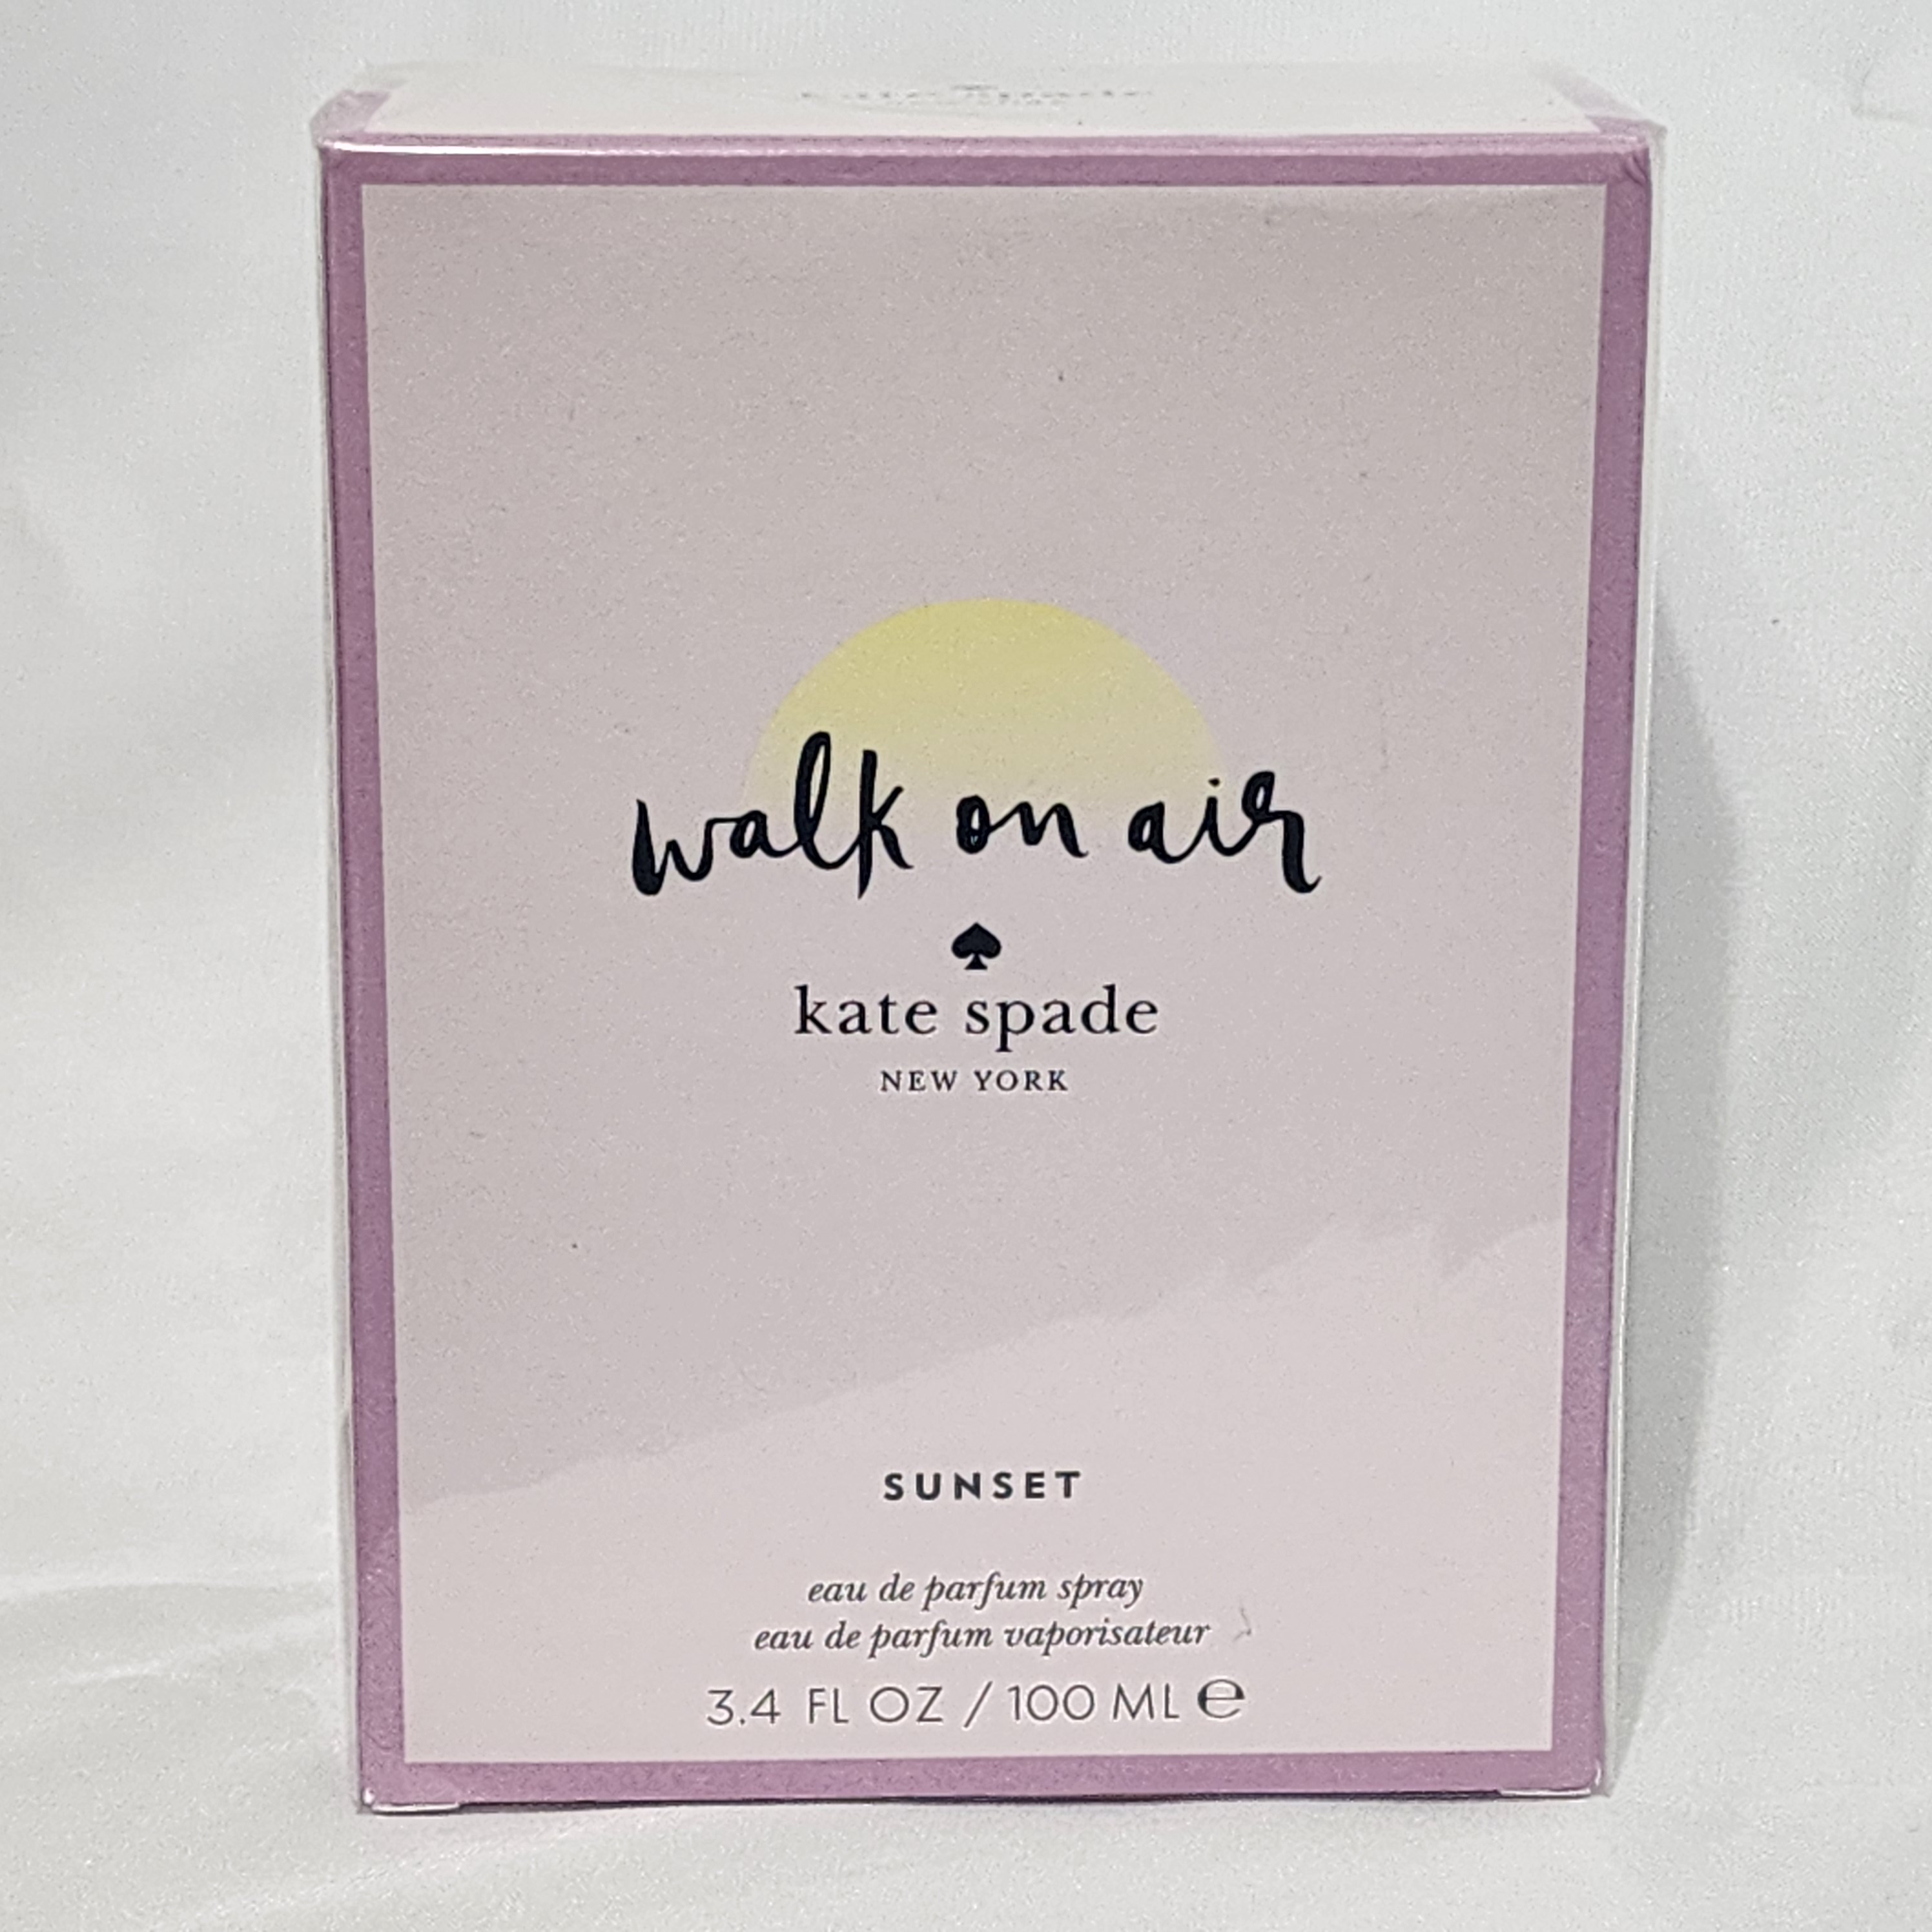 walk on air
kate spade
NEW YORK
SUNSET
eau de parfum spray
eau de parfum vaporisateur
3.4 FL OZ / 100 ML ℮